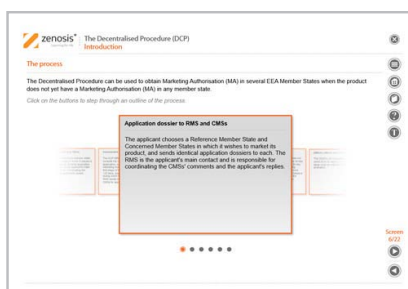 zenosis®
The Decentralised Procedure (DCP)
Introduction
The process
The Decentralised Procedure can be used to obtain Marketing Authorisation (MA) in several EEA Member States when the product
does not yet have a Marketing Authorisation (MA) in any member state.
Click on the buttons to step through an outline of the process.
Application dossier to RMS and CMSs
The applicant chooses a Reference Member State and
Concerned Member States in which it wishes to market its
product, and sends identical application dossiers to each. The
RMS is the applicant's main contact and is responsible for
coordinating the CMSs' comments and the applicant's replies.
Screen
6/22